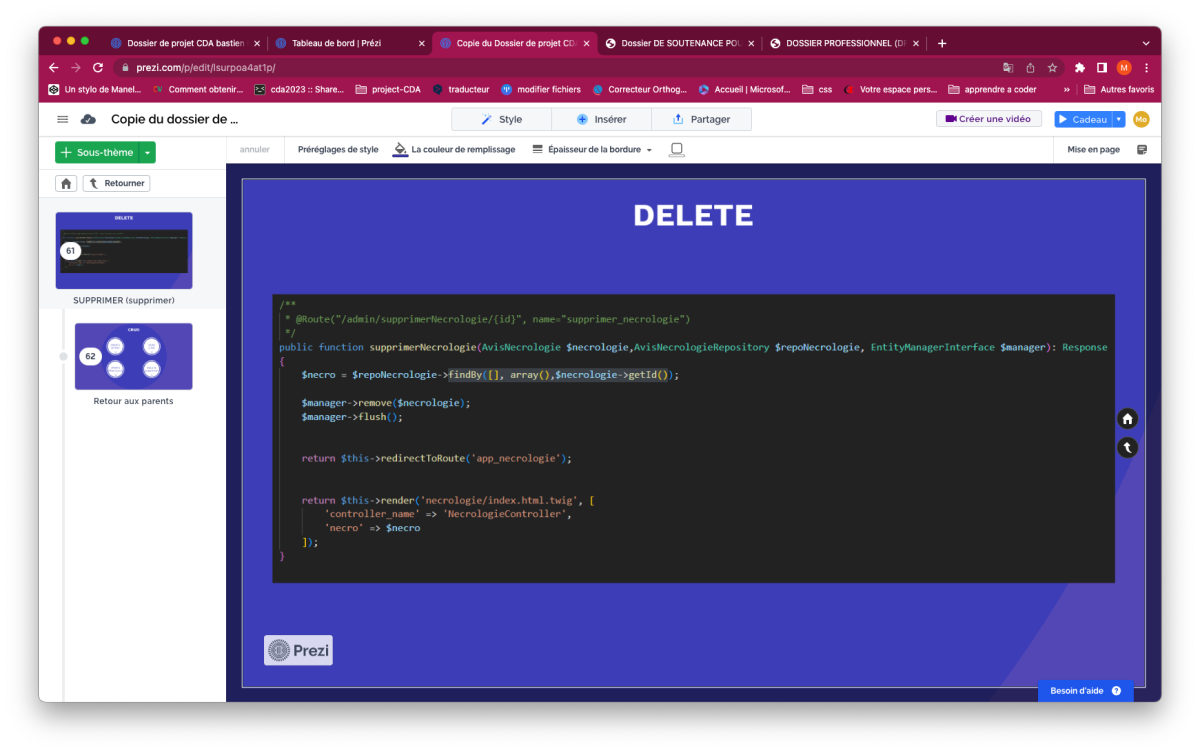 Dossier de projet CDA bastien
Tableau de bord | Prézi
Copie du Dossier de projet CDA
Dossier DE SOUTENANCE POU
DOSSIER PROFESSIONNEL (DP
prezi.com/p/edit/lsurpoa4at1p/
M
Un stylo de Manel...
Comment obtenir...
cda2023 :: Share...
project-CDA
traducteur
modifier fichiers
Correcteur Orthog...
Accueil | Microsof...
css
Votre espace pers...
apprendre a coder
»
Autres favoris
Copie du dossier de ...
Style
Insérer
Partager
Créer une vidéo
Cadeau
Mo
+ Sous-thème
annuler
Préréglages de style
La couleur de remplissage
Épaisseur de la bordure
Mise en page
Retourner
DELETE
61
SUPPRIMER (supprimer)
CRUD
62
Retour aux parents
DELETE
/**
* @Route("/admin/supprimerNecrologie/{id}", name="supprimer_necrologie")
*/
public function supprimerNecrologie(AvisNecrologie $necrologie,AvisNecrologieRepository $repoNecrologie, EntityManagerInterface $manager): Response
{
$necro = $repoNecrologie->findBy([], array(),$necrologie->getId());
$manager->remove($necrologie);
$manager->flush();
return $this->redirectToRoute('app_necrologie');
return $this->render('necrologie/index.html.twig', [
'controller_name' => 'NecrologieController',
'necro' => $necro
]);
}
Prezi
Besoin d'aide ?